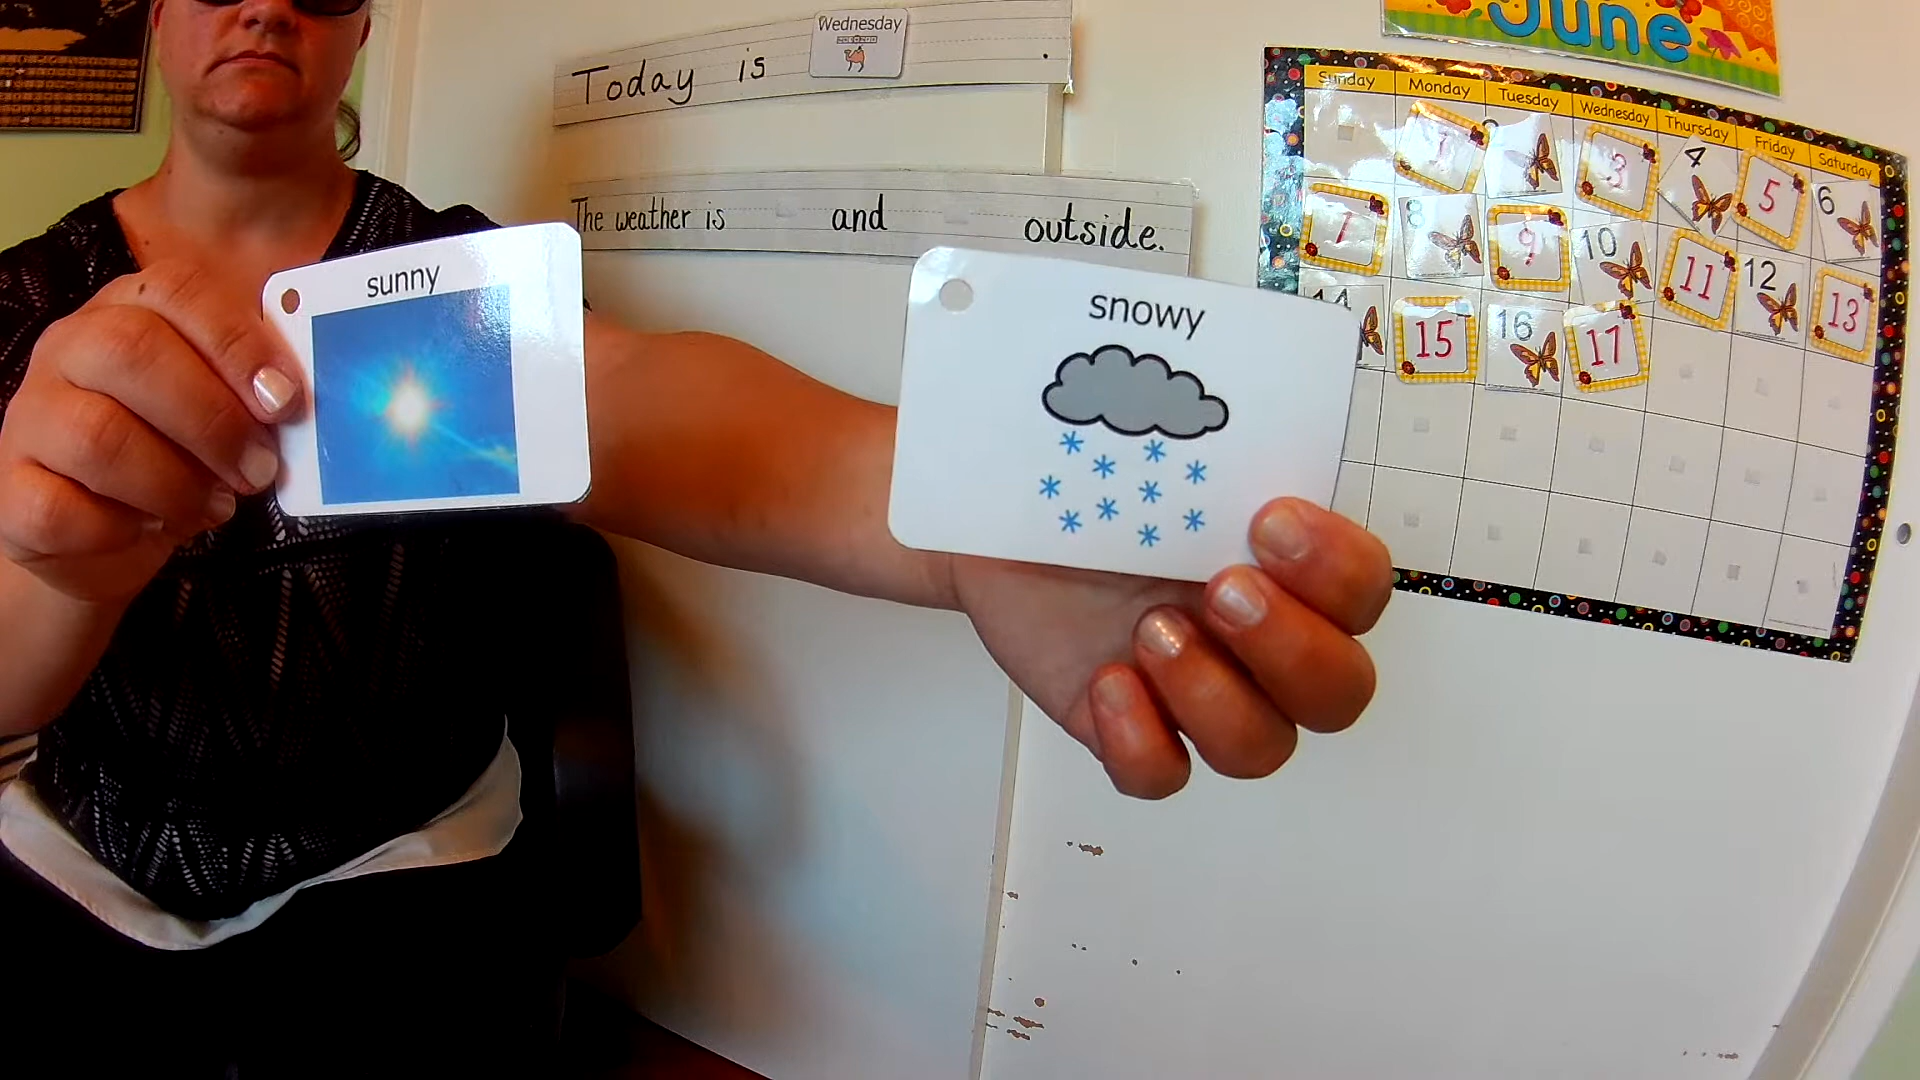 Wednesday
Today is .
The weather is and outside.
sunny
snowy
June
Sunday Monday Tuesday Wednesday Thursday Friday Saturday
1 3 4 5 6
7 8 9 10 11 12 13
14 15 16 17